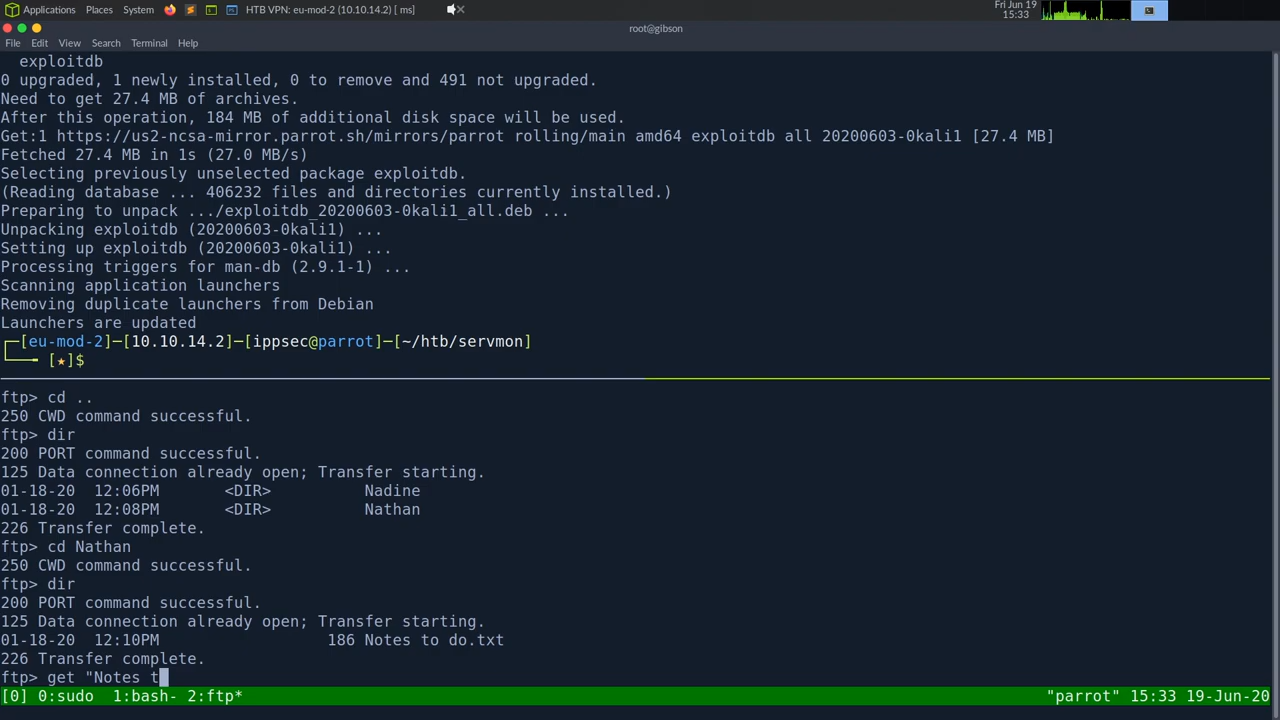 Applications Places System HTB VPN: eu-mod-2 (10.10.14.2) [ ms]
Fri Jun 19
15:33
root@gibson
File Edit View Search Terminal Help
exploitdb
0 upgraded, 1 newly installed, 0 to remove and 491 not upgraded.
Need to get 27.4 MB of archives.
After this operation, 184 MB of additional disk space will be used.
Get:1 https://us2-ncsa-mirror.parrot.sh/mirrors/parrot rolling/main amd64 exploitdb all 20200603-0kali1 [27.4 MB]
Fetched 27.4 MB in 1s (27.0 MB/s)
Selecting previously unselected package exploitdb.
(Reading database ... 406232 files and directories currently installed.)
Preparing to unpack .../exploitdb_20200603-0kali1_all.deb ...
Unpacking exploitdb (20200603-0kali1) ...
Setting up exploitdb (20200603-0kali1) ...
Processing triggers for man-db (2.9.1-1) ...
Scanning application launchers
Removing duplicate launchers from Debian
Launchers are updated
┌─[eu-mod-2]─[10.10.14.2]─[ippsec@parrot]─[~/htb/servmon]
└──╼ [★]$
ftp> cd ..
250 CWD command successful.
ftp> dir
200 PORT command successful.
125 Data connection already open; Transfer starting.
01-18-20 12:06PM <DIR> Nadine
01-18-20 12:08PM <DIR> Nathan
226 Transfer complete.
ftp> cd Nathan
250 CWD command successful.
ftp> dir
200 PORT command successful.
125 Data connection already open; Transfer starting.
01-18-20 12:10PM 186 Notes to do.txt
226 Transfer complete.
ftp> get "Notes t
[0] 0:sudo 1:bash- 2:ftp* "parrot" 15:33 19-Jun-20